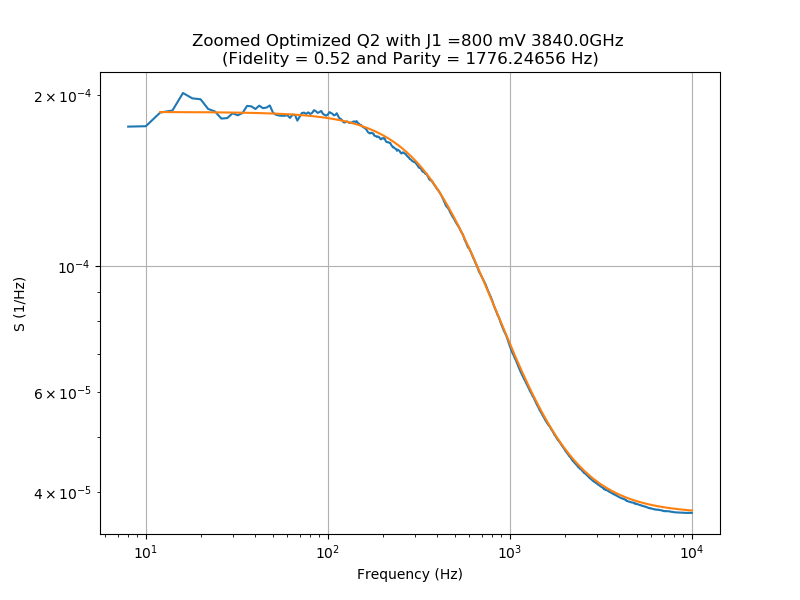 Zoomed Optimized Q2 with J1 =800 mV 3840.0GHz
(Fidelity = 0.52 and Parity = 1776.24656 Hz)
S (1/Hz)
2 × 10⁻⁴
10⁻⁴
6 × 10⁻⁵
4 × 10⁻⁵
10¹ 10² 10³ 10⁴
Frequency (Hz)